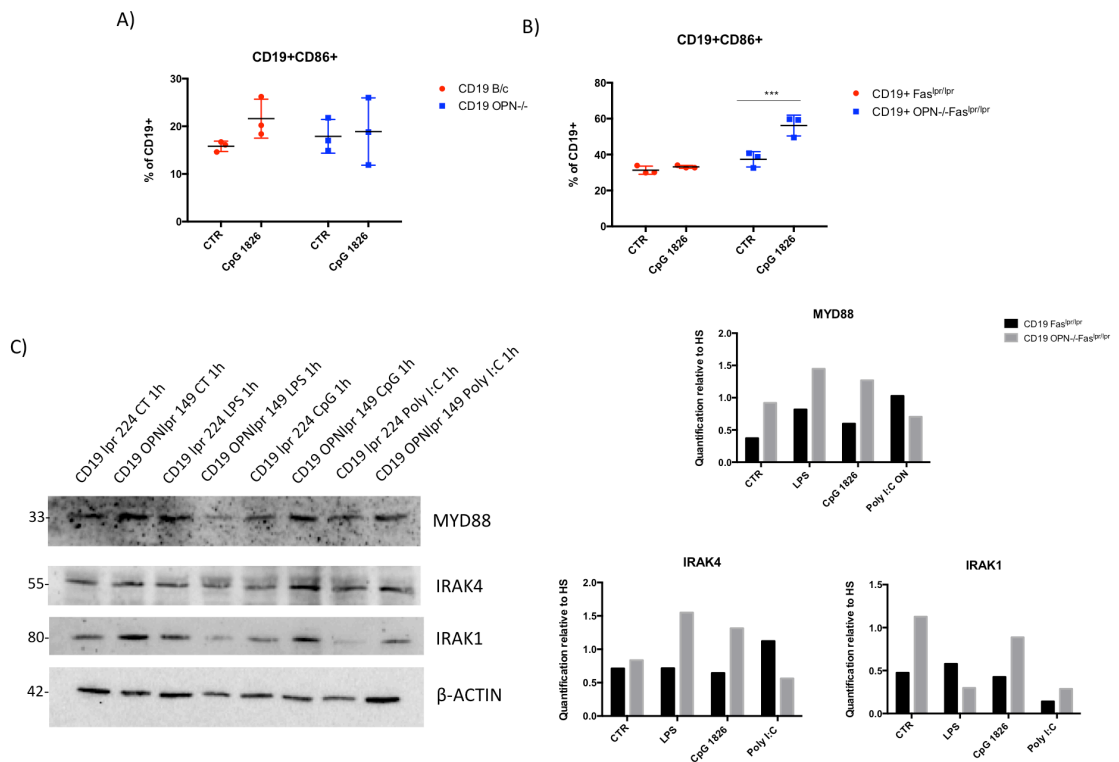 A)
CD19+CD86+
% of CD19+
30
20
10
0
CTR
CpG 1826
CTR
CpG 1826
CD19 B/c
CD19 OPN-/-
B)
CD19+CD86+
% of CD19+
80
60
40
20
0
***
CTR
CpG 1826
CTR
CpG 1826
CD19+ Faslpr/lpr
CD19+ OPN-/-Faslpr/lpr
C)
CD19 lpr 224 CT 1h
CD19 OPNlpr 149 CT 1h
CD19 lpr 224 LPS 1h
CD19 OPNlpr 149 LPS 1h
CD19 lpr 224 CpG 1h
CD19 OPNlpr 149 CpG 1h
CD19 lpr 224 Poly I:C 1h
CD19 OPNlpr 149 Poly I:C 1h
33-
MYD88
55-
IRAK4
80-
IRAK1
42-
β-ACTIN
MYD88
Quantification relative to HS
2.0
1.5
1.0
0.5
0.0
CTR
LPS
CpG 1826
Poly I:C ON
CD19 Faslpr/lpr
CD19 OPN-/-Faslpr/lpr
IRAK4
Quantification relative to HS
2.0
1.5
1.0
0.5
0.0
CTR
LPS
CpG 1826
Poly I:C
IRAK1
Quantification relative to HS
1.5
1.0
0.5
0.0
CTR
LPS
CpG 1826
Poly I:C